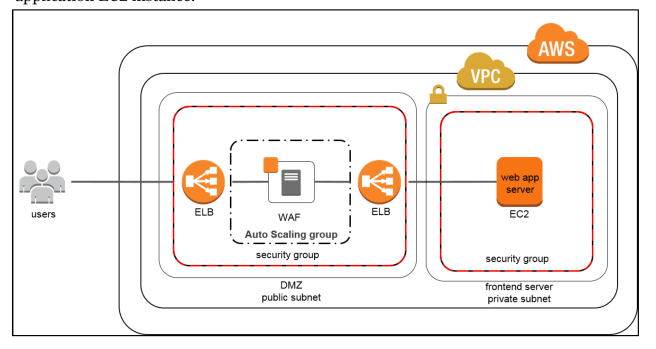 application EC2 instance.
AWS
VPC
users
ELB
WAF
Auto Scaling group
security group
ELB
DMZ
public subnet
web app
server
EC2
security group
frontend server
private subnet